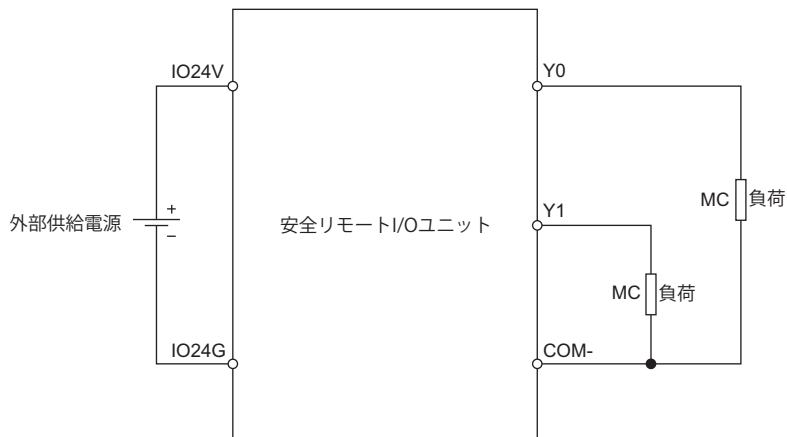 IO24V
Y0
MC 負荷
+
外部供給電源
−
安全リモートI/Oユニット
Y1
MC 負荷
IO24G
COM-